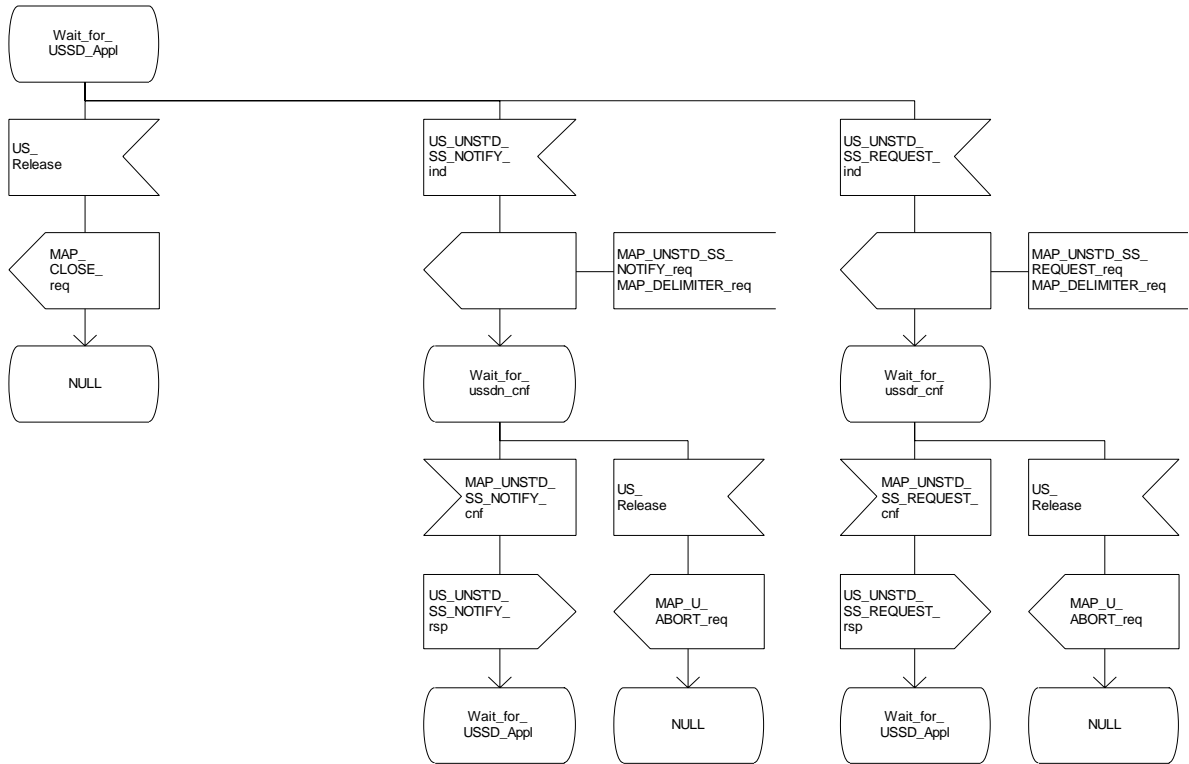 Wait_for_
USSD_Appl
US_
Release
US_UNST'D_
SS_NOTIFY_
ind
US_UNST'D_
SS_REQUEST_
ind
MAP_
CLOSE_
req
MAP_UNST'D_SS_
NOTIFY_req
MAP_DELIMITER_req
MAP_UNST'D_SS_
REQUEST_req
MAP_DELIMITER_req
NULL
Wait_for_
ussdn_cnf
Wait_for_
ussdr_cnf
MAP_UNST'D_
SS_NOTIFY_
cnf
US_
Release
MAP_UNST'D_
SS_REQUEST_
cnf
US_
Release
US_UNST'D_
SS_NOTIFY_
rsp
MAP_U_
ABORT_req
US_UNST'D_
SS_REQUEST_
rsp
MAP_U_
ABORT_req
Wait_for_
USSD_Appl
NULL
Wait_for_
USSD_Appl
NULL